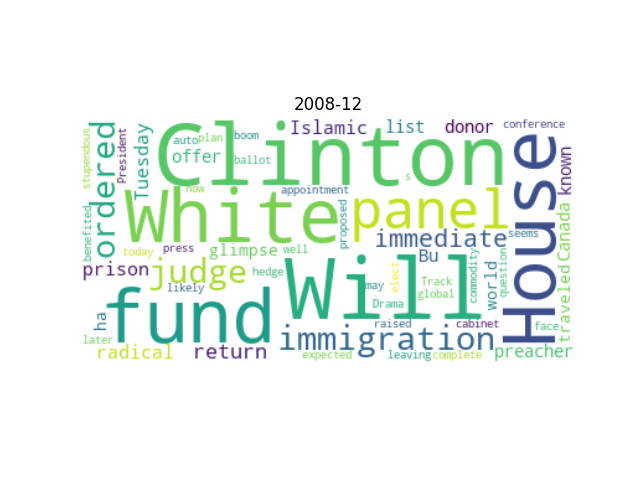 2008-12
Clinton
White
House
Will
fund
panel
judge
immigration
ordered
immediate
return
prison
radical
preacher
Islamic
list
donor
conference
known
Canada
traveled
seems
world
question
commodity
Bu
Track
global
Drama
may
elect
raised
cabinet
face
leaving
complete
expected
likely
hedge
well
glimpse
press
today
now
appointment
proposed
s
ballot
boom
auto
plan
offer
Tuesday
President
stupendous
benefited
ha
later